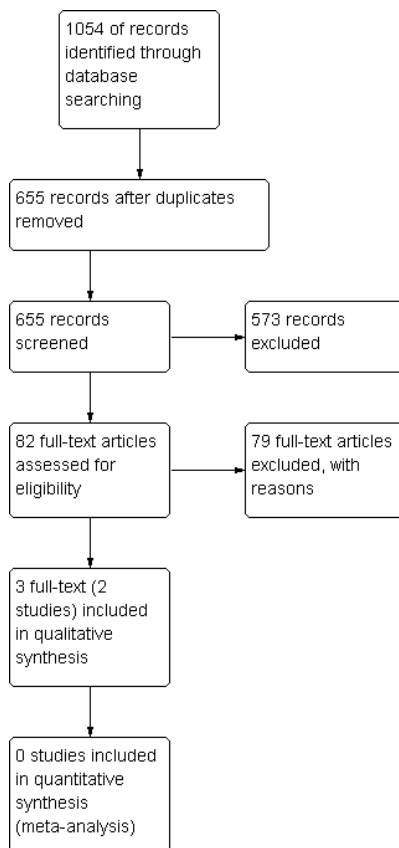 1054 of records
identified through
database
searching
655 records after duplicates
removed
655 records
screened
573 records
excluded
82 full-text articles
assessed for
eligibility
79 full-text articles
excluded, with
reasons
3 full-text (2
studies) included
in qualitative
synthesis
0 studies included
in quantitative
synthesis
(meta-analysis)